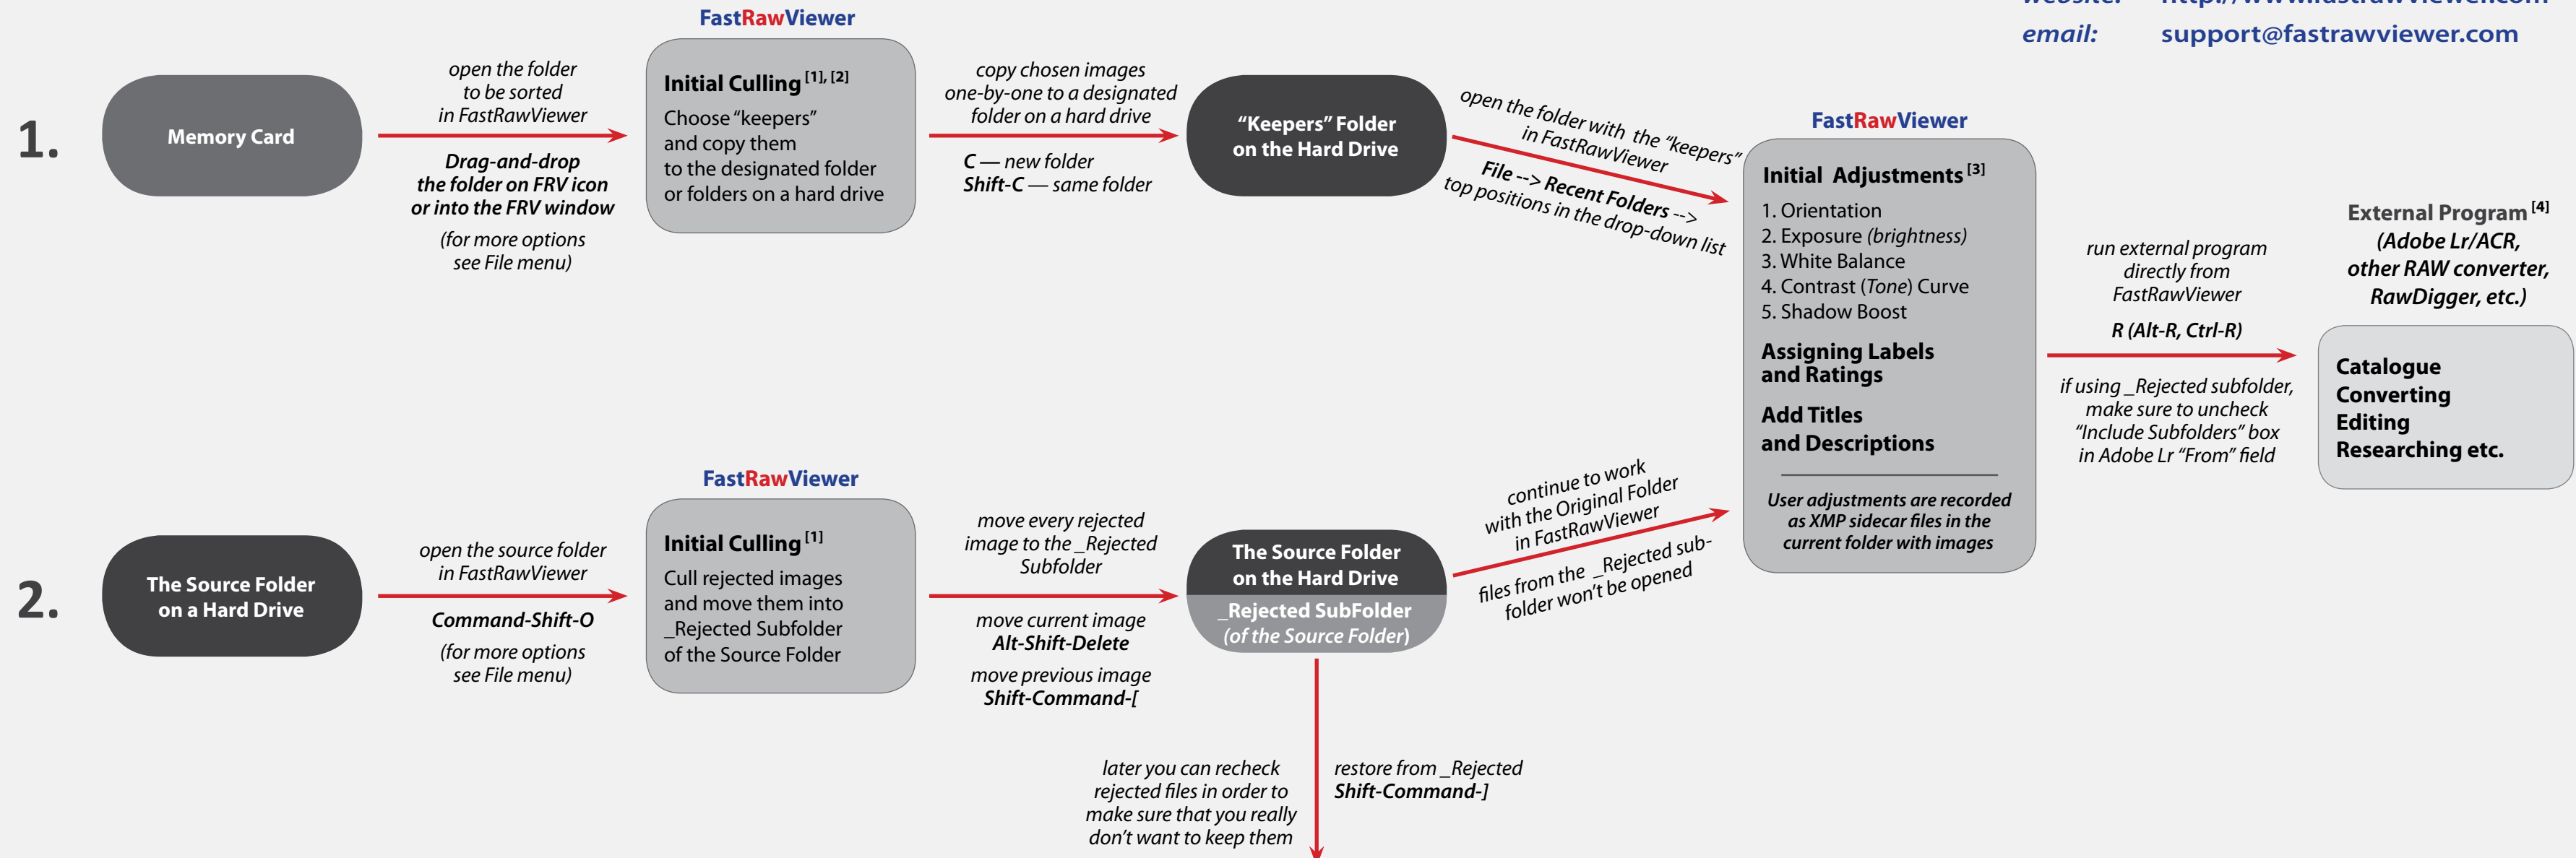 website: http://www.fastrawviewer.com
email: support@fastrawviewer.com
1.
Memory Card
open the folder
to be sorted
in FastRawViewer
Drag-and-drop
the folder on FRV icon
or into the FRV window
(for more options
see File menu)
FastRawViewer
Initial Culling [1], [2]
Choose “keepers”
and copy them
to the designated folder
or folders on a hard drive
copy chosen images
one-by-one to a designated
folder on a hard drive
C — new folder
Shift-C — same folder
“Keepers” Folder
on the Hard Drive
open the folder with the “keepers”
in FastRawViewer
File --> Recent Folders -->
top positions in the drop-down list
FastRawViewer
Initial Adjustments [3]
1. Orientation
2. Exposure (brightness)
3. White Balance
4. Contrast (Tone) Curve
5. Shadow Boost
Assigning Labels
and Ratings
Add Titles
and Descriptions
User adjustments are recorded
as XMP sidecar files in the
current folder with images
run external program
directly from
FastRawViewer
R (Alt-R, Ctrl-R)
if using _Rejected subfolder,
make sure to uncheck
“Include Subfolders” box
in Adobe Lr “From” field
External Program [4]
(Adobe Lr/ACR,
other RAW converter,
RawDigger, etc.)
Catalogue
Converting
Editing
Researching etc.
2.
The Source Folder
on a Hard Drive
open the source folder
in FastRawViewer
Command-Shift-O
(for more options
see File menu)
FastRawViewer
Initial Culling [1]
Cull rejected images
and move them into
_Rejected Subfolder
of the Source Folder
move every rejected
image to the _Rejected
Subfolder
move current image
Alt-Shift-Delete
move previous image
Shift-Command-[
The Source Folder
on the Hard Drive
_Rejected SubFolder
(of the Source Folder)
continue to work
with the Original Folder
in FastRawViewer
files from the _Rejected sub-
folder won’t be opened
later you can recheck
rejected files in order to
make sure that you really
don’t want to keep them
restore from _Rejected
Shift-Command-]